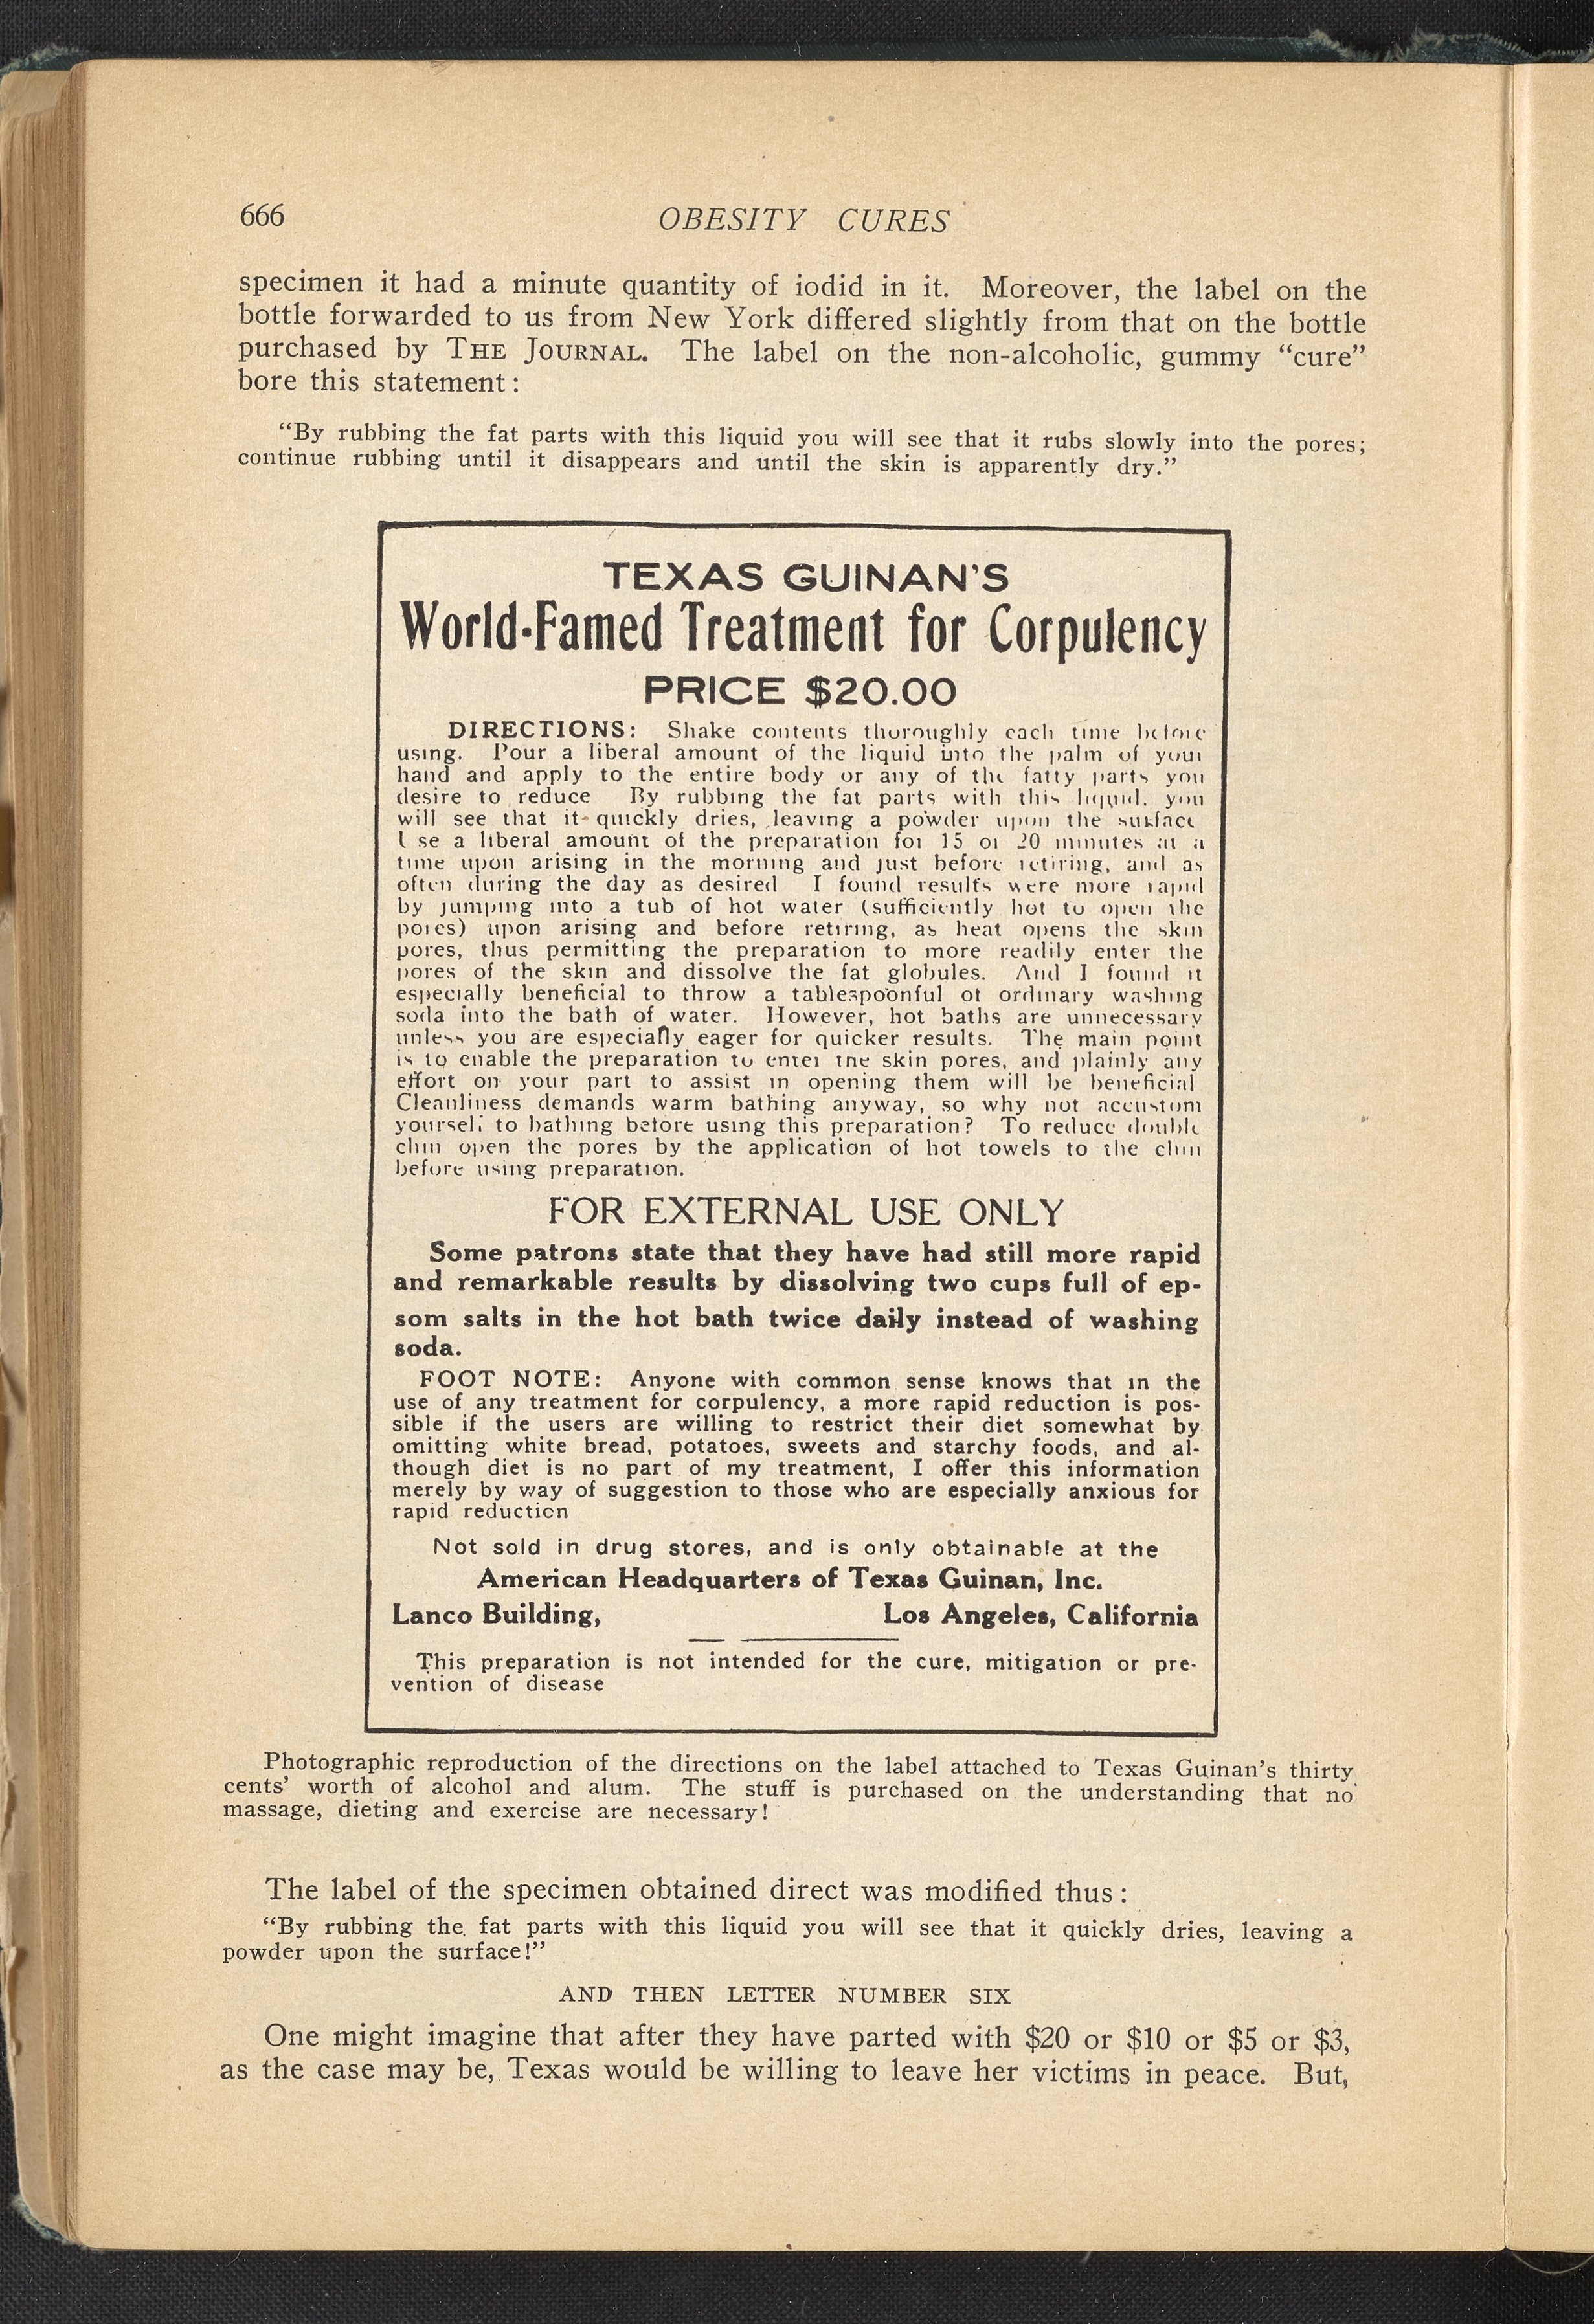 666
OBESITY CURES
specimen it had a minute quantity of iodid in it. Moreover, the label on the
bottle forwarded to us from New York differed slightly from that on the bottle
purchased by THE JOURNAL. The label on the non-alcoholic, gummy “cure”
bore this statement:
“By rubbing the fat parts with this liquid you will see that it rubs slowly into the pores;
continue rubbing until it disappears and until the skin is apparently dry.”
TEXAS GUINAN’S
World-Famed Treatment for Corpulency
PRICE $20.00
DIRECTIONS: Shake contents thoroughly each time before
using. Pour a liberal amount of the liquid into the palm of your
hand and apply to the entire body or any of the fatty parts you
desire to reduce By rubbing the fat parts with this liquid, you
will see that it quickly dries, leaving a powder upon the surface
Use a liberal amount of the preparation for 15 or 20 minutes at a
time upon arising in the morning and just before retiring, and as
often during the day as desired I found results were more rapid
by jumping into a tub of hot water (sufficiently hot to open the
pores) upon arising and before retiring, as heat opens the skin
pores, thus permitting the preparation to more readily enter the
pores of the skin and dissolve the fat globules. And I found it
especially beneficial to throw a tablespoonful of ordinary washing
soda into the bath of water. However, hot baths are unnecessary
unless you are especially eager for quicker results. The main point
is to enable the preparation to enter the skin pores, and plainly any
effort on your part to assist in opening them will be beneficial
Cleanliness demands warm bathing anyway, so why not accustom
yourself to bathing before using this preparation? To reduce double
chin open the pores by the application of hot towels to the chin
before using preparation.
FOR EXTERNAL USE ONLY
Some patrons state that they have had still more rapid
and remarkable results by dissolving two cups full of ep-
som salts in the hot bath twice daily instead of washing
soda.
FOOT NOTE: Anyone with common sense knows that in the
use of any treatment for corpulency, a more rapid reduction is pos-
sible if the users are willing to restrict their diet somewhat by
omitting white bread, potatoes, sweets and starchy foods, and al-
though diet is no part of my treatment, I offer this information
merely by way of suggestion to those who are especially anxious for
rapid reduction
Not sold in drug stores, and is only obtainable at the
American Headquarters of Texas Guinan, Inc.
Lanco Building, Los Angeles, California
This preparation is not intended for the cure, mitigation or pre-
vention of disease
Photographic reproduction of the directions on the label attached to Texas Guinan’s thirty
cents’ worth of alcohol and alum. The stuff is purchased on the understanding that no
massage, dieting and exercise are necessary!
The label of the specimen obtained direct was modified thus:
“By rubbing the fat parts with this liquid you will see that it quickly dries, leaving a
powder upon the surface!”
AND THEN LETTER NUMBER SIX
One might imagine that after they have parted with $20 or $10 or $5 or $3,
as the case may be, Texas would be willing to leave her victims in peace. But,